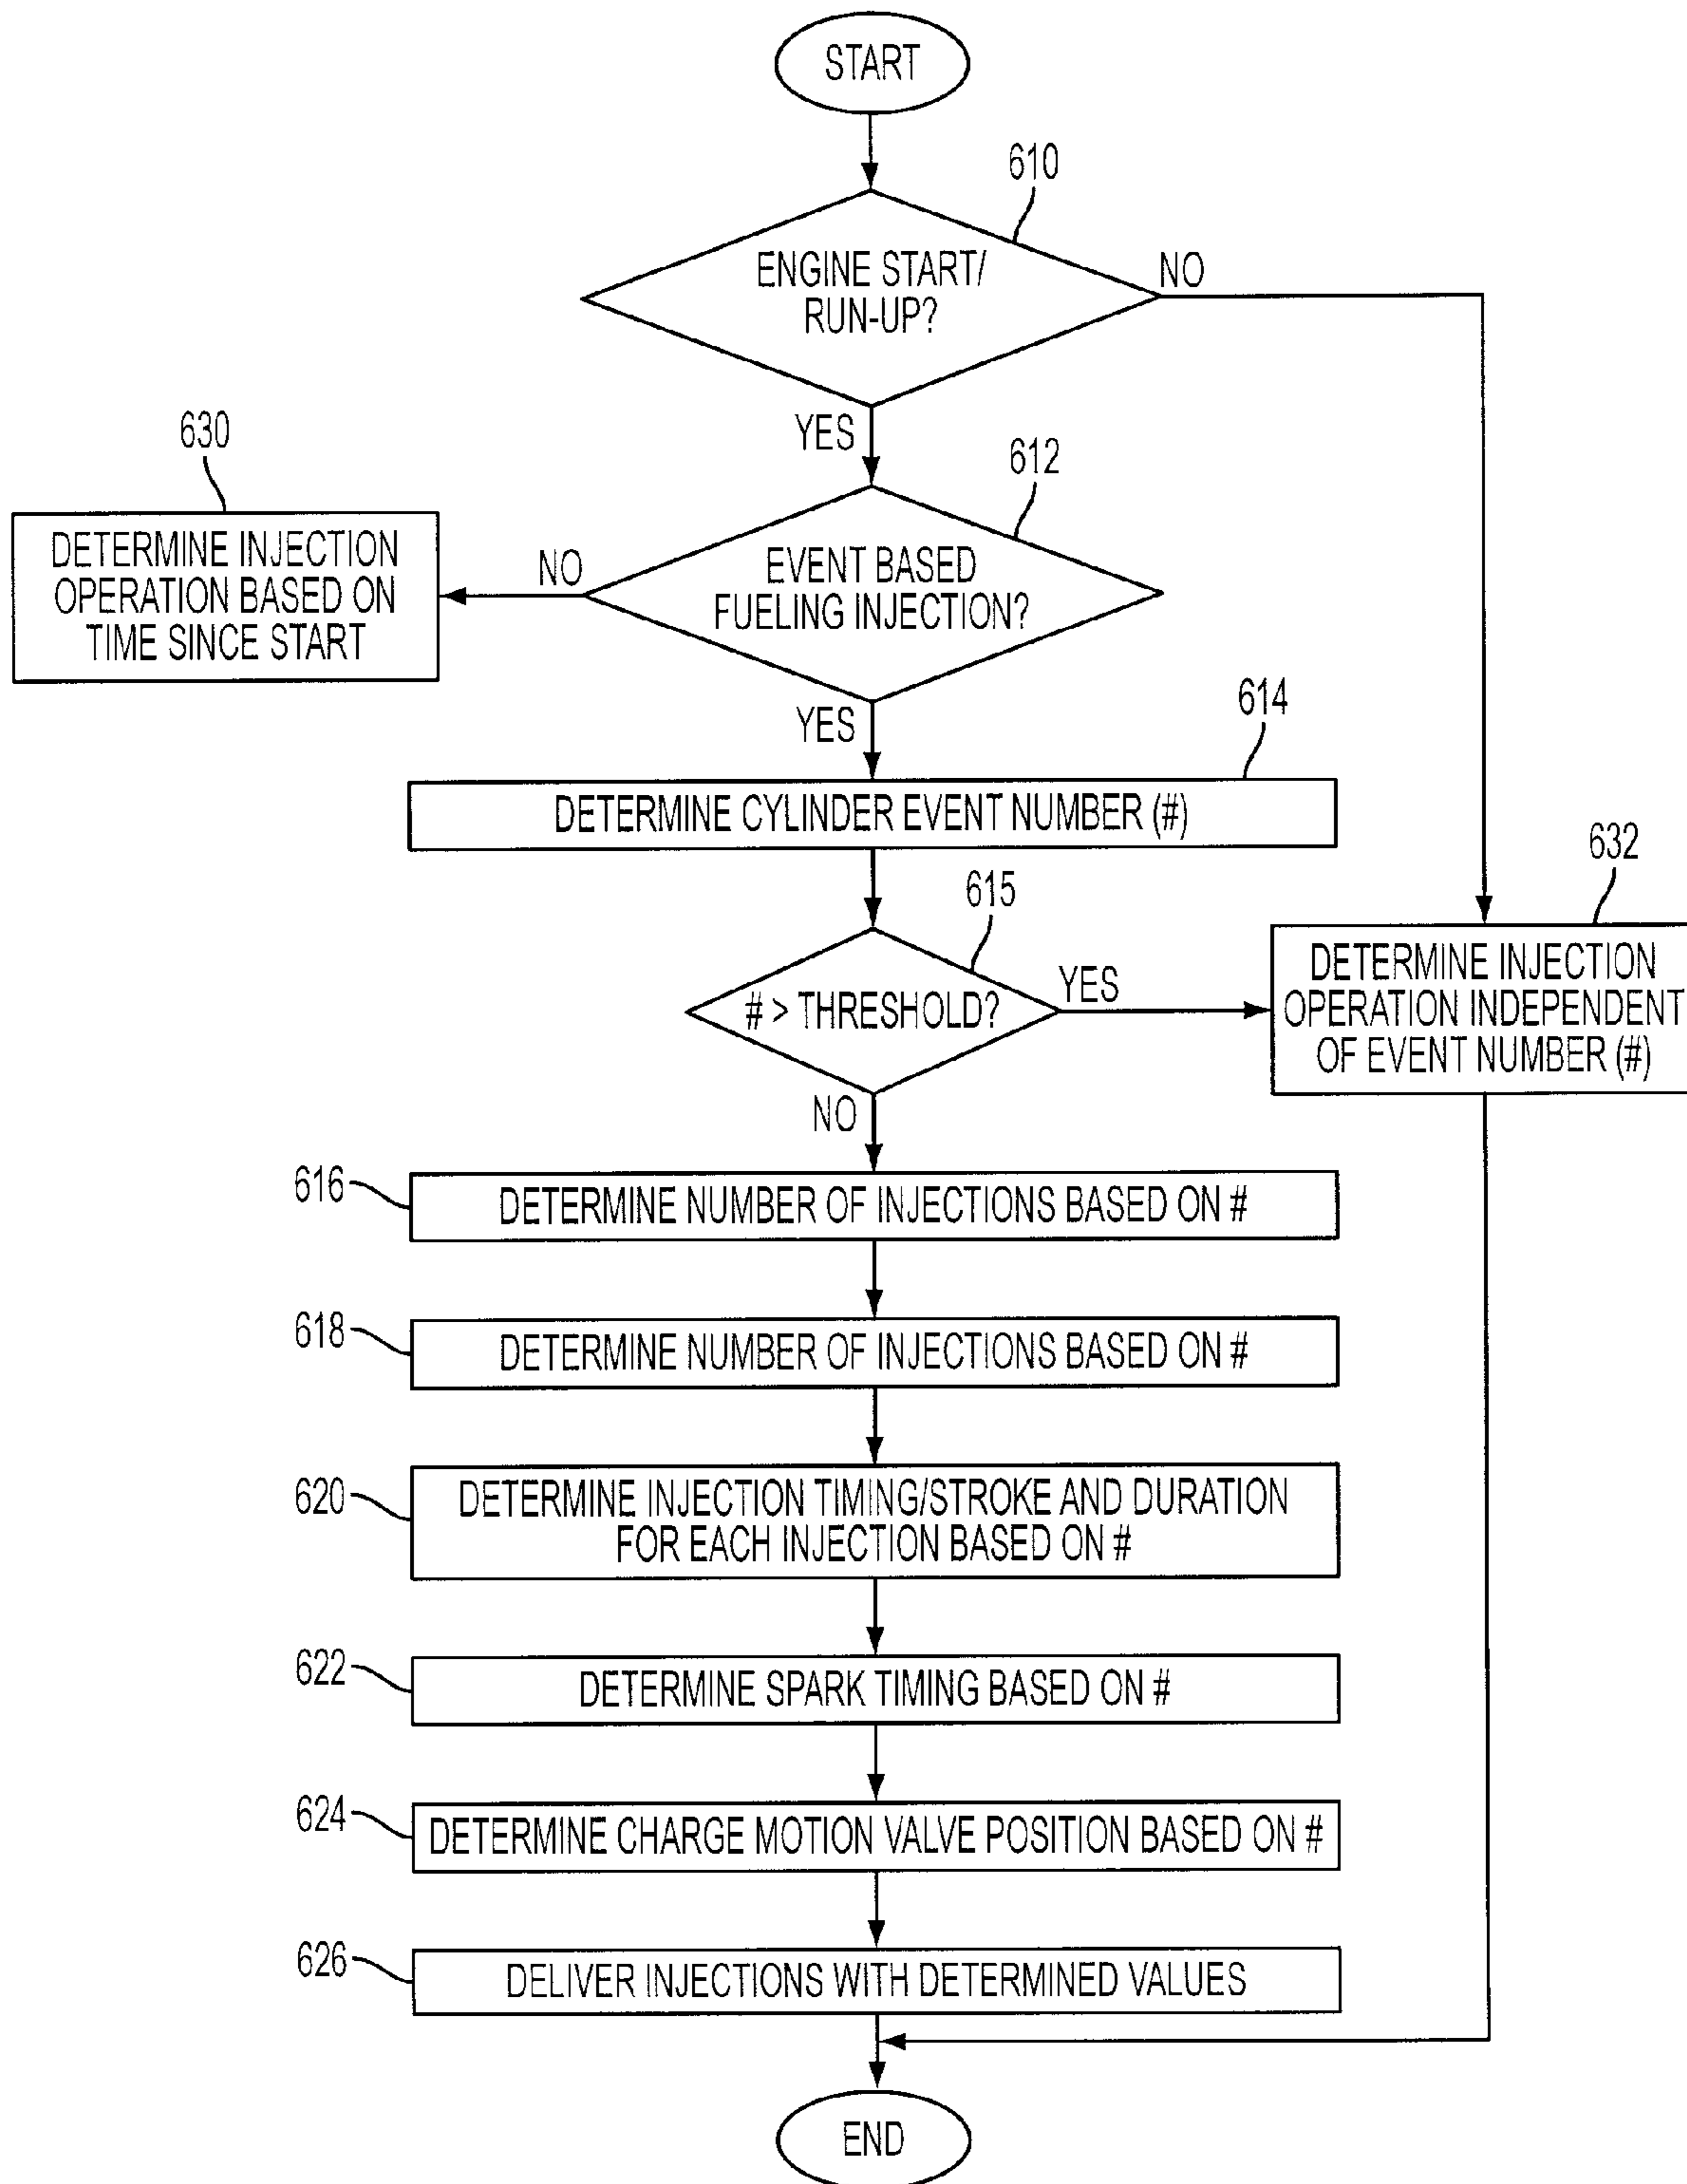 START
610
ENGINE START/
RUN-UP?
NO
YES
630
612
DETERMINE INJECTION
OPERATION BASED ON
TIME SINCE START
NO
EVENT BASED
FUELING INJECTION?
YES
614
DETERMINE CYLINDER EVENT NUMBER (#)
615
632
# > THRESHOLD?
YES
DETERMINE INJECTION
OPERATION INDEPENDENT
OF EVENT NUMBER (#)
NO
616
DETERMINE NUMBER OF INJECTIONS BASED ON #
618
DETERMINE NUMBER OF INJECTIONS BASED ON #
620
DETERMINE INJECTION TIMING/STROKE AND DURATION
FOR EACH INJECTION BASED ON #
622
DETERMINE SPARK TIMING BASED ON #
624
DETERMINE CHARGE MOTION VALVE POSITION BASED ON #
626
DELIVER INJECTIONS WITH DETERMINED VALUES
END